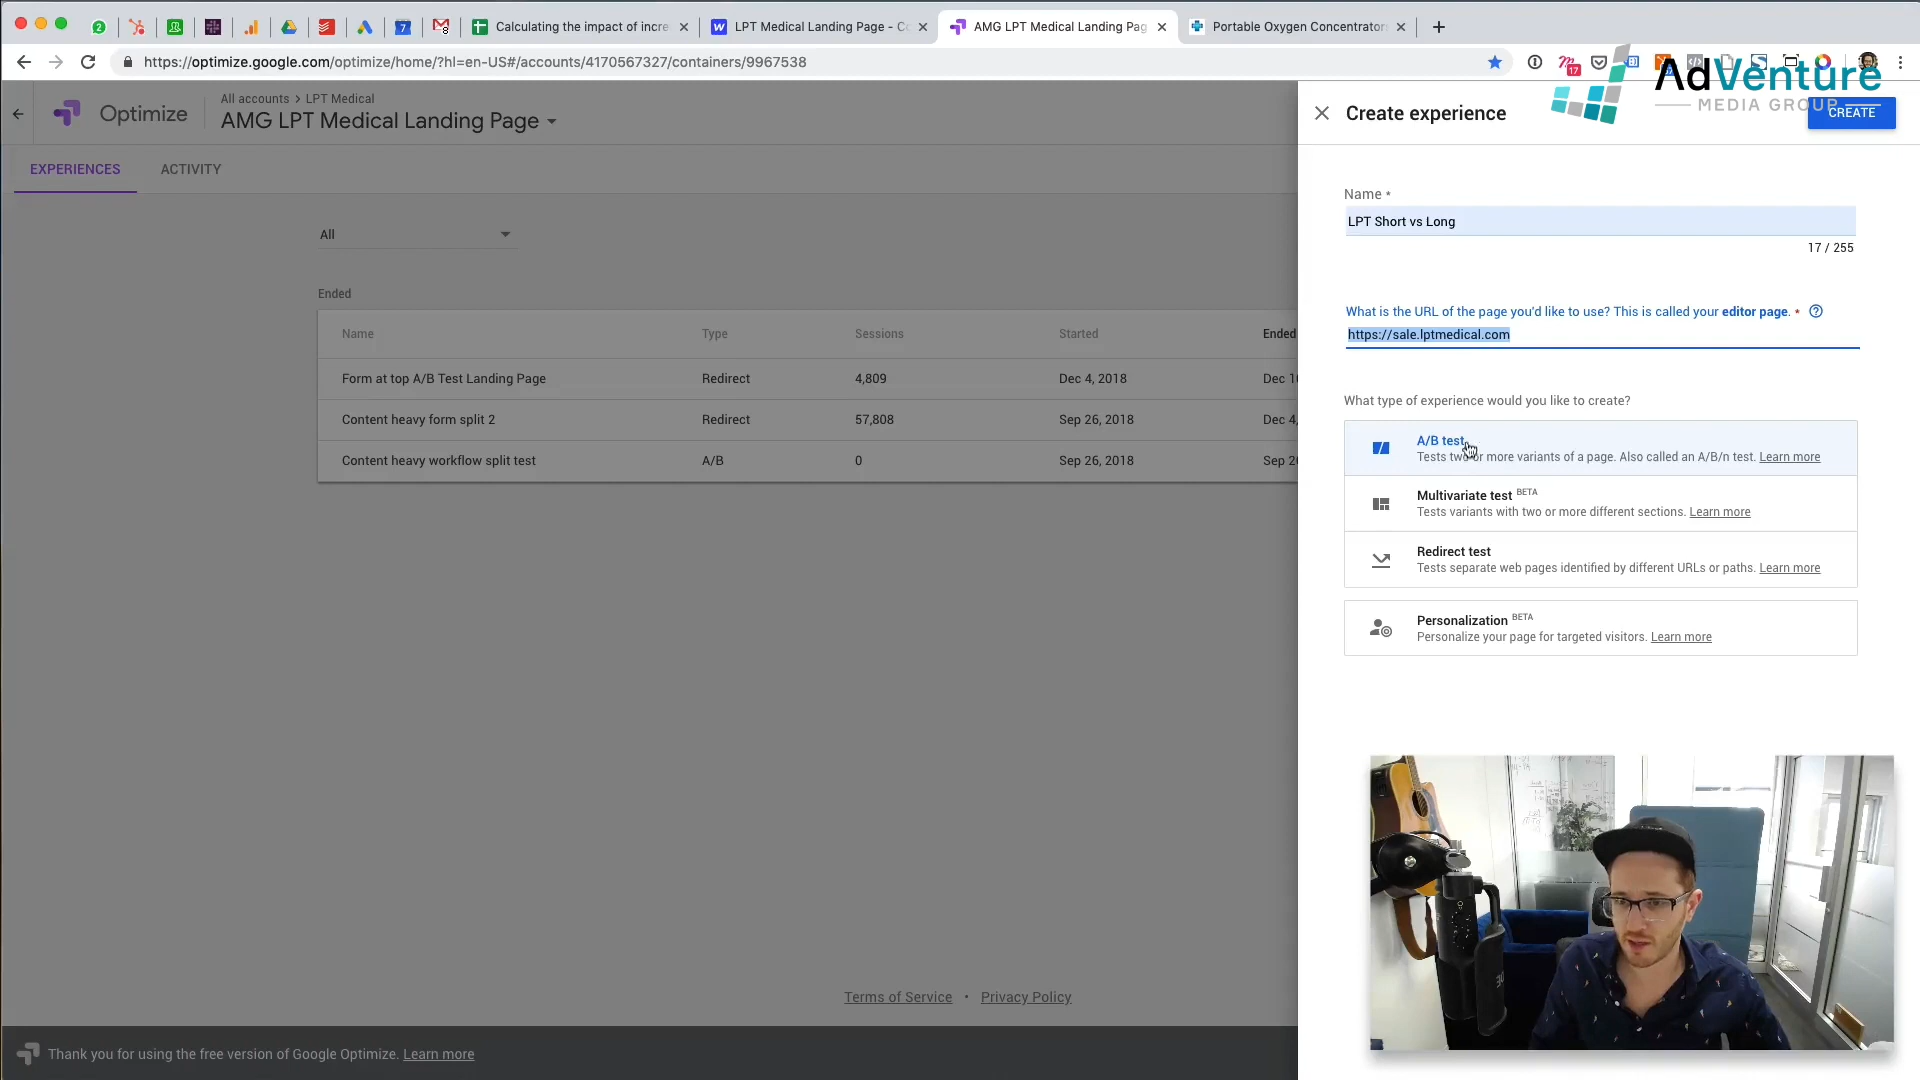 Calculating the impact of incre
LPT Medical Landing Page - Co
AMG LPT Medical Landing Pag
Portable Oxygen Concentrator
https://optimize.google.com/optimize/home/?hl=en-US#/accounts/4170567327/containers/9967538
AdVenture
MEDIA GROUP
Optimize
All accounts > LPT Medical
AMG LPT Medical Landing Page
Create experience
CREATE
EXPERIENCES
ACTIVITY
All
Ended
Name
Type
Sessions
Started
Ended
Form at top A/B Test Landing Page
Redirect
4,809
Dec 4, 2018
Dec 1
Content heavy form split 2
Redirect
57,808
Sep 26, 2018
Dec 4,
Content heavy workflow split test
A/B
0
Sep 26, 2018
Sep 2
Name *
LPT Short vs Long
17 / 255
What is the URL of the page you'd like to use? This is called your editor page. *
https://sale.lptmedical.com
What type of experience would you like to create?
A/B test
Tests two or more variants of a page. Also called an A/B/n test. Learn more
Multivariate test BETA
Tests variants with two or more different sections. Learn more
Redirect test
Tests separate web pages identified by different URLs or paths. Learn more
Personalization BETA
Personalize your page for targeted visitors. Learn more
Terms of Service • Privacy Policy
Thank you for using the free version of Google Optimize. Learn more